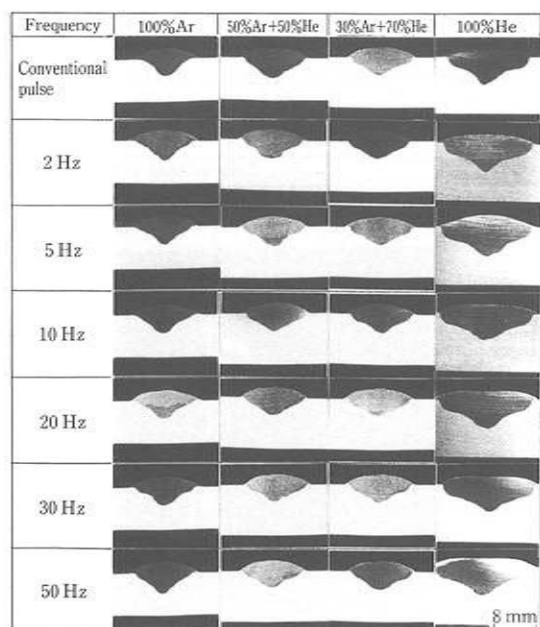 Frequency 100%Ar 50%Ar+50%He 30%Ar+70%He 100%He
Conventional
pulse
2 Hz
5 Hz
10 Hz
20 Hz
30 Hz
50 Hz
8 mm